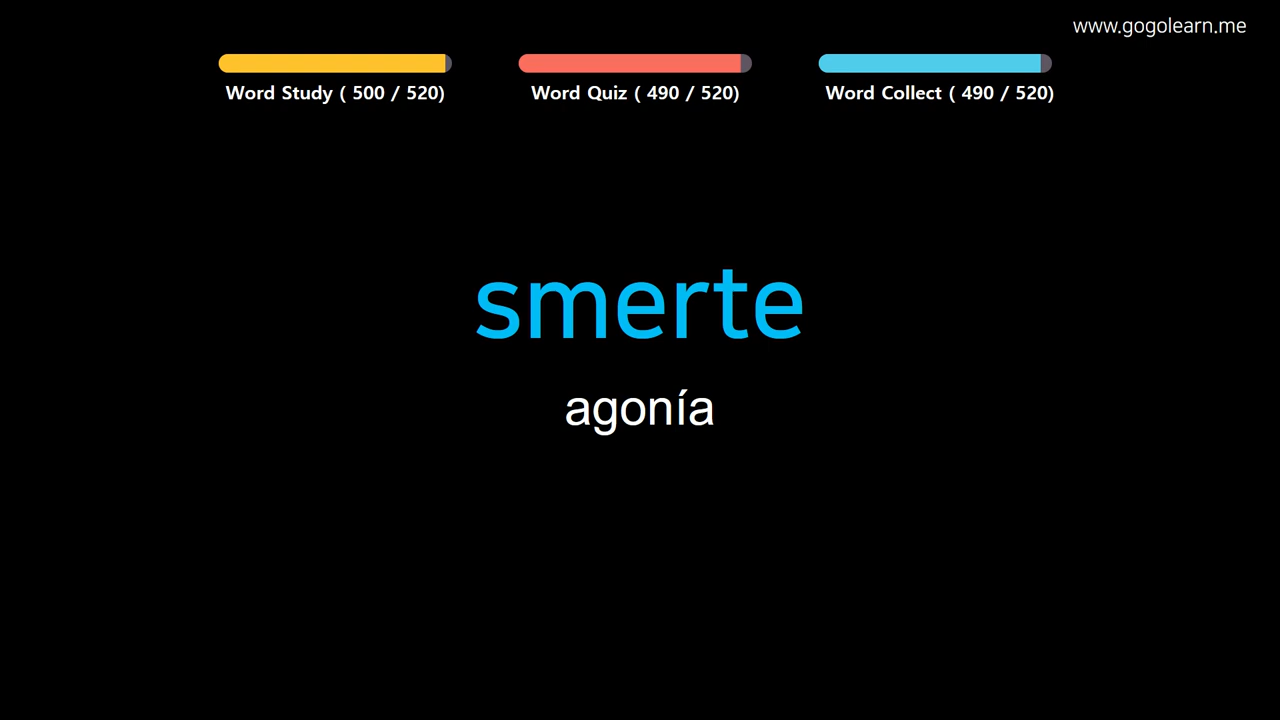 www.gogolearn.me
Word Study ( 500 / 520)
Word Quiz ( 490 / 520)
Word Collect ( 490 / 520)
smerte
agonía